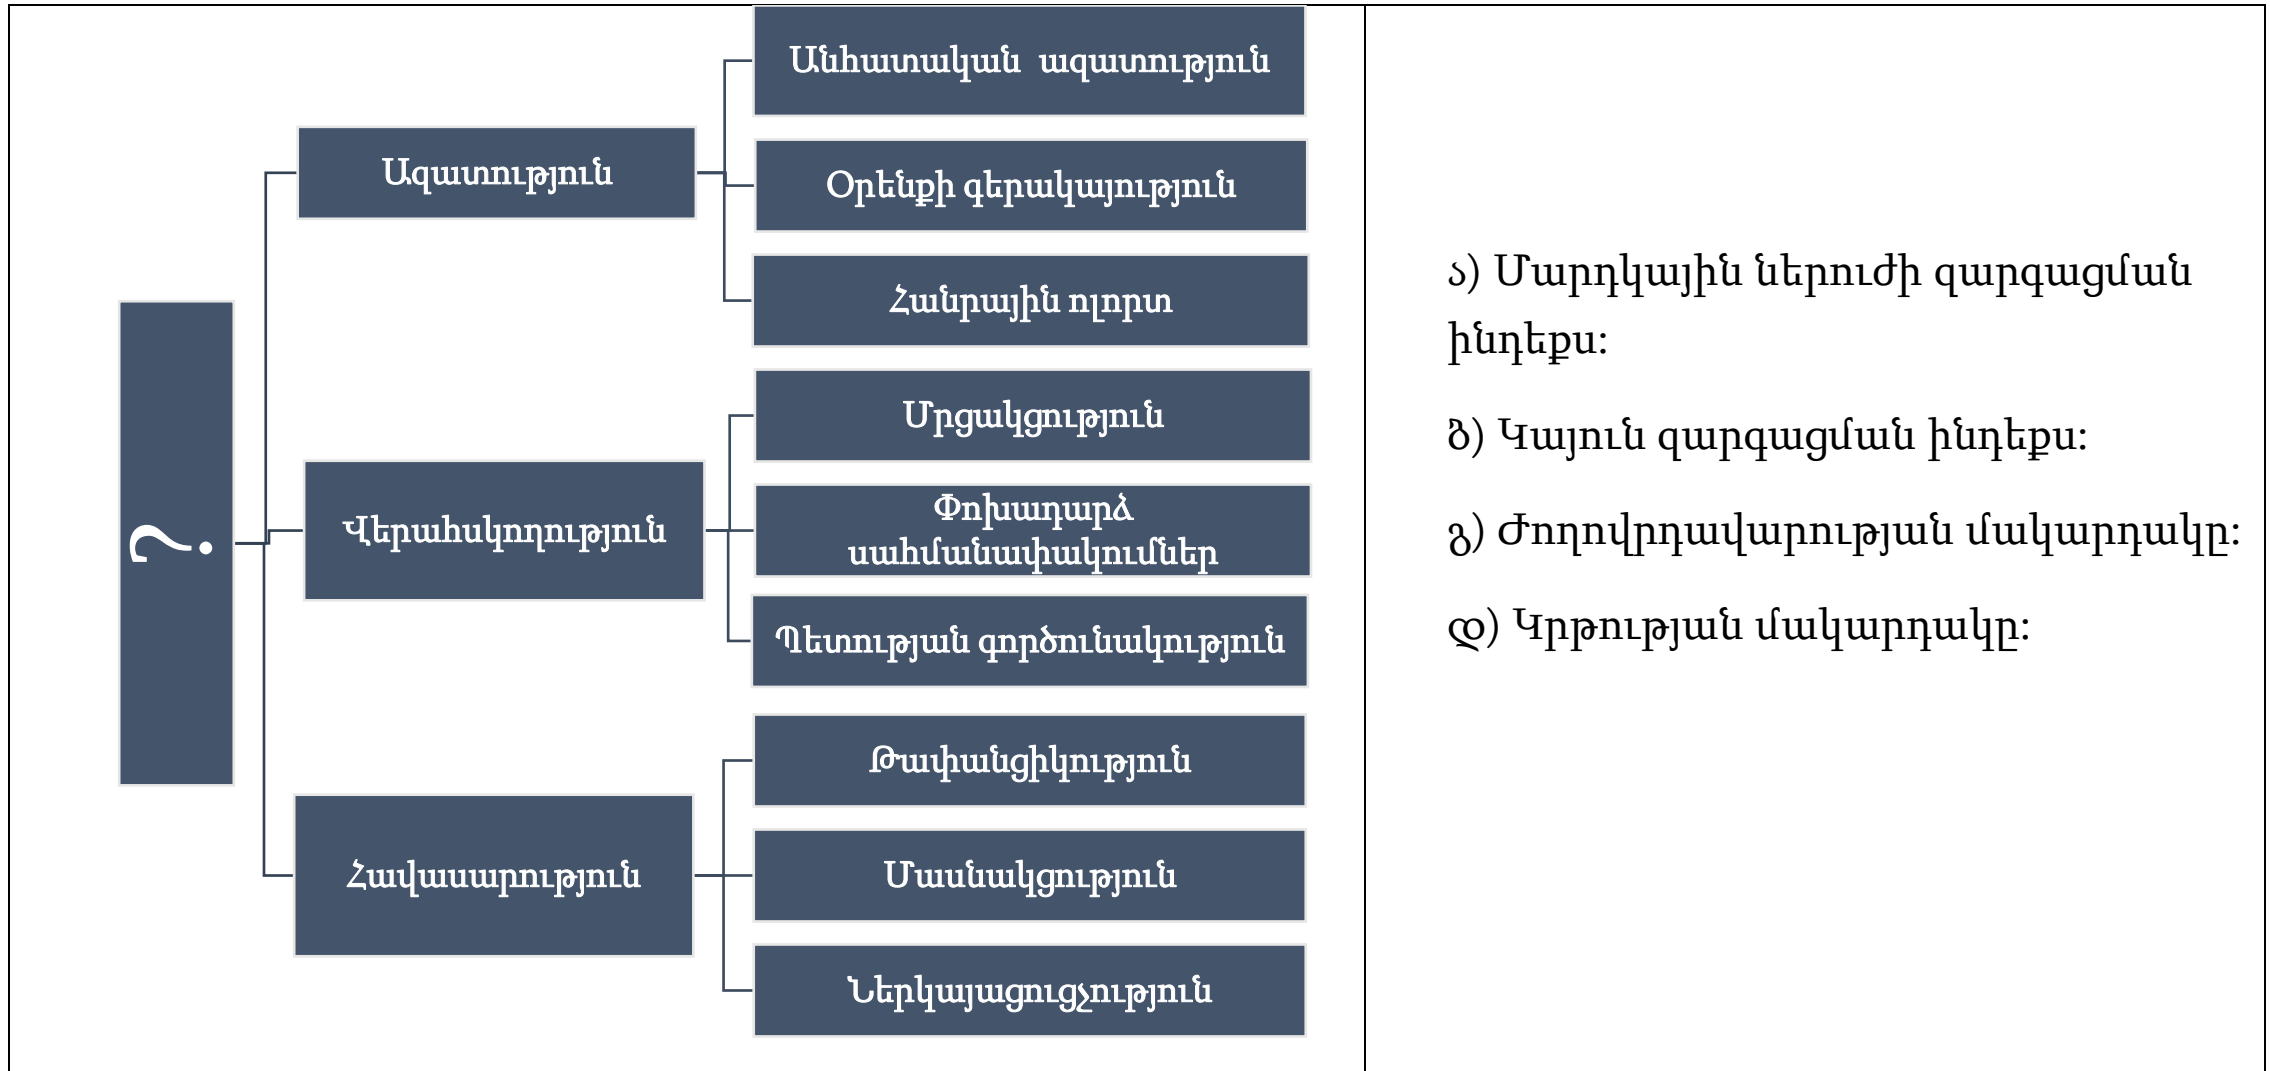 Անհատական ազատություն
Ազատություն
Օրենքի գերակայություն
Հանրային ոլորտ
?
Մրցակցություն
Վերահսկողություն
Փոխադարձ
սահմանափակումներ
Պետության գործունակություն
Թափանցիկություն
Հավասարություն
Մասնակցություն
Ներկայացուցչություն
ა) Մարդկային ներուժի զարգացման
ինդեքս։
ბ) Կայուն զարգացման ինդեքս։
გ) Ժողովրդավարության մակարդակը։
დ) Կրթության մակարդակը։